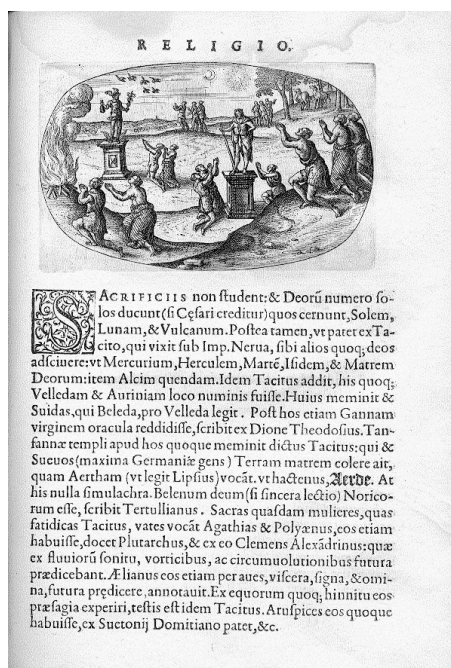 RELIGIO.
SACRIFICIIS non student: & Deorū numero so-
los ducunt (si Cęsari creditur) quos cernunt, Solem,
Lunam, & Vulcanum. Postea tamen, vt patet ex Ta-
cito, qui vixit sub Imp. Nerua, sibi alios quoq; deos
adsciuere: vt Mercurium, Herculem, Martē, Isidem, & Matrem
Deorum: item Alcim quendam. Idem Tacitus addit, his quoq;
Velledam & Auriniam loco numinis fuisse. Huius meminit &
Suidas, qui Beleda, pro Velleda legit. Post hos etiam Gannam
virginem oracula reddidisse, scribit ex Dione Theodosius. Tan-
fannæ templi apud hos quoque meminit dictus Tacitus: qui &
Sueuos (maxima Germaniæ gens) Terram matrem colere ait,
quam Aertham (vt legit Lipsius) vocāt. vt hactenus, Aerde. At
his nulla simulachra. Belenum deum (si sincera lectio) Norico-
rum esse, scribit Tertullianus. Sacras quasdam mulieres, quas
fatidicas Tacitus, vates vocāt Agathias & Polyænus, eos etiam
habuisse, docet Plutarchus, & ex eo Clemens Alexādrinus: quæ
ex fluuiorū sonitu, vorticibus, ac circumuolutionibus futura
prædicebant. Ælianus eos etiam per aues, viscera, signa, & omi-
na, futura prędicere, annotauit. Ex equorum quoq; hinnitu eos
præsagia experiri, testis est idem Tacitus. Aruspices eos quoque
habuisse, ex Suetonij Domitiano patet, &c.